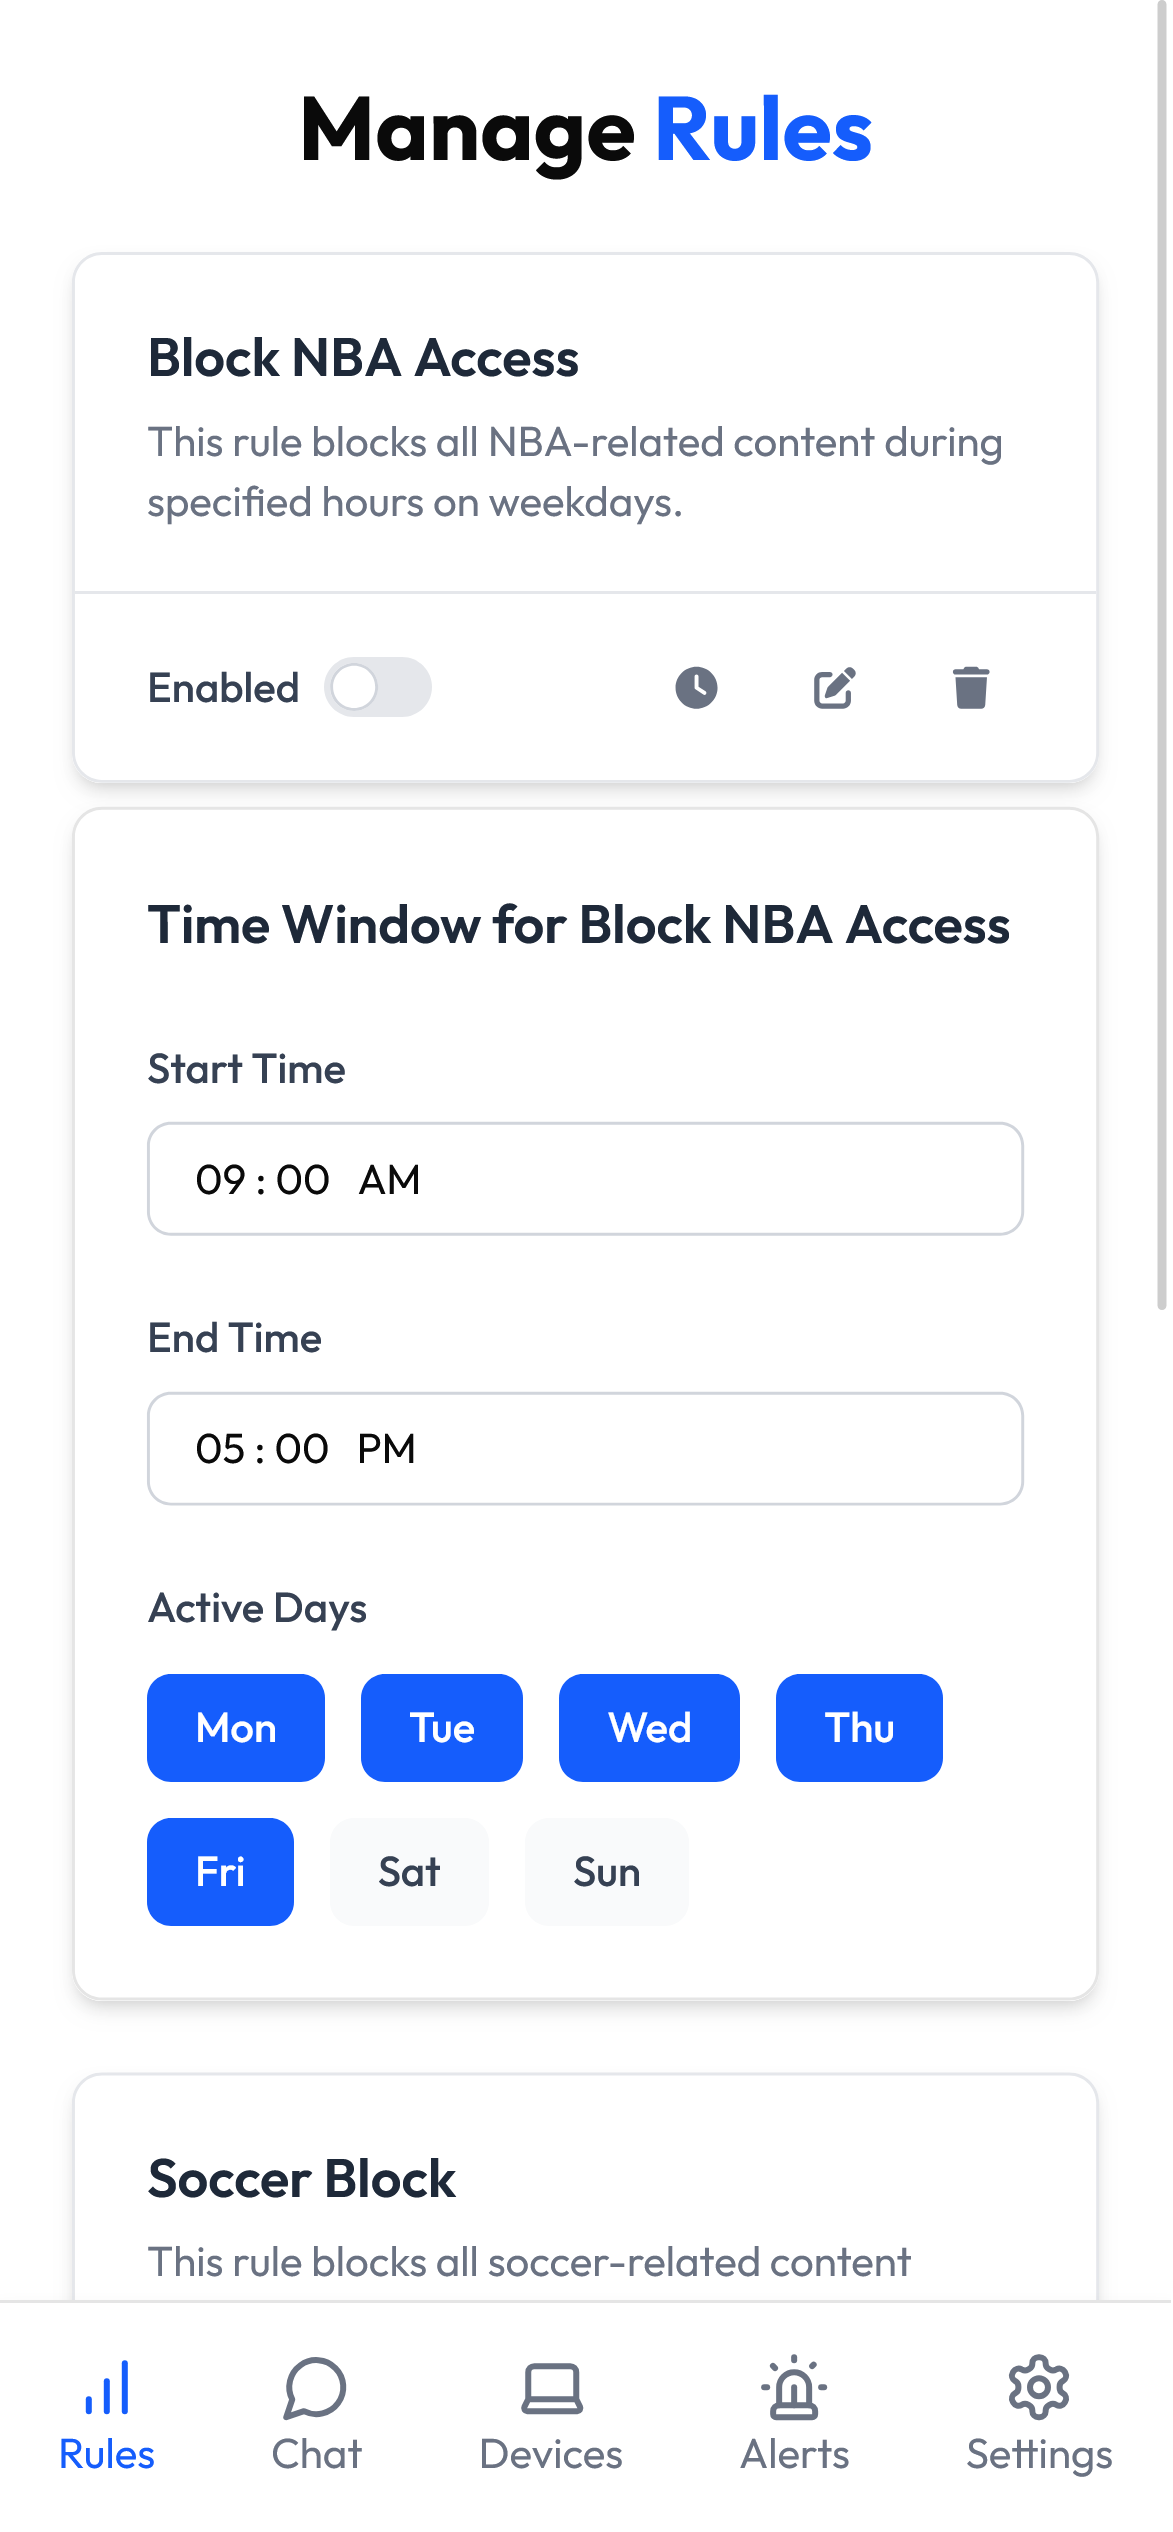 Manage Rules
Block NBA Access
This rule blocks all NBA-related content during
specified hours on weekdays.
Enabled
Time Window for Block NBA Access
Start Time
09 : 00 AM
End Time
05 : 00 PM
Active Days
Mon Tue Wed Thu
Fri Sat Sun
Soccer Block
This rule blocks all soccer-related content
Rules Chat Devices Alerts Settings